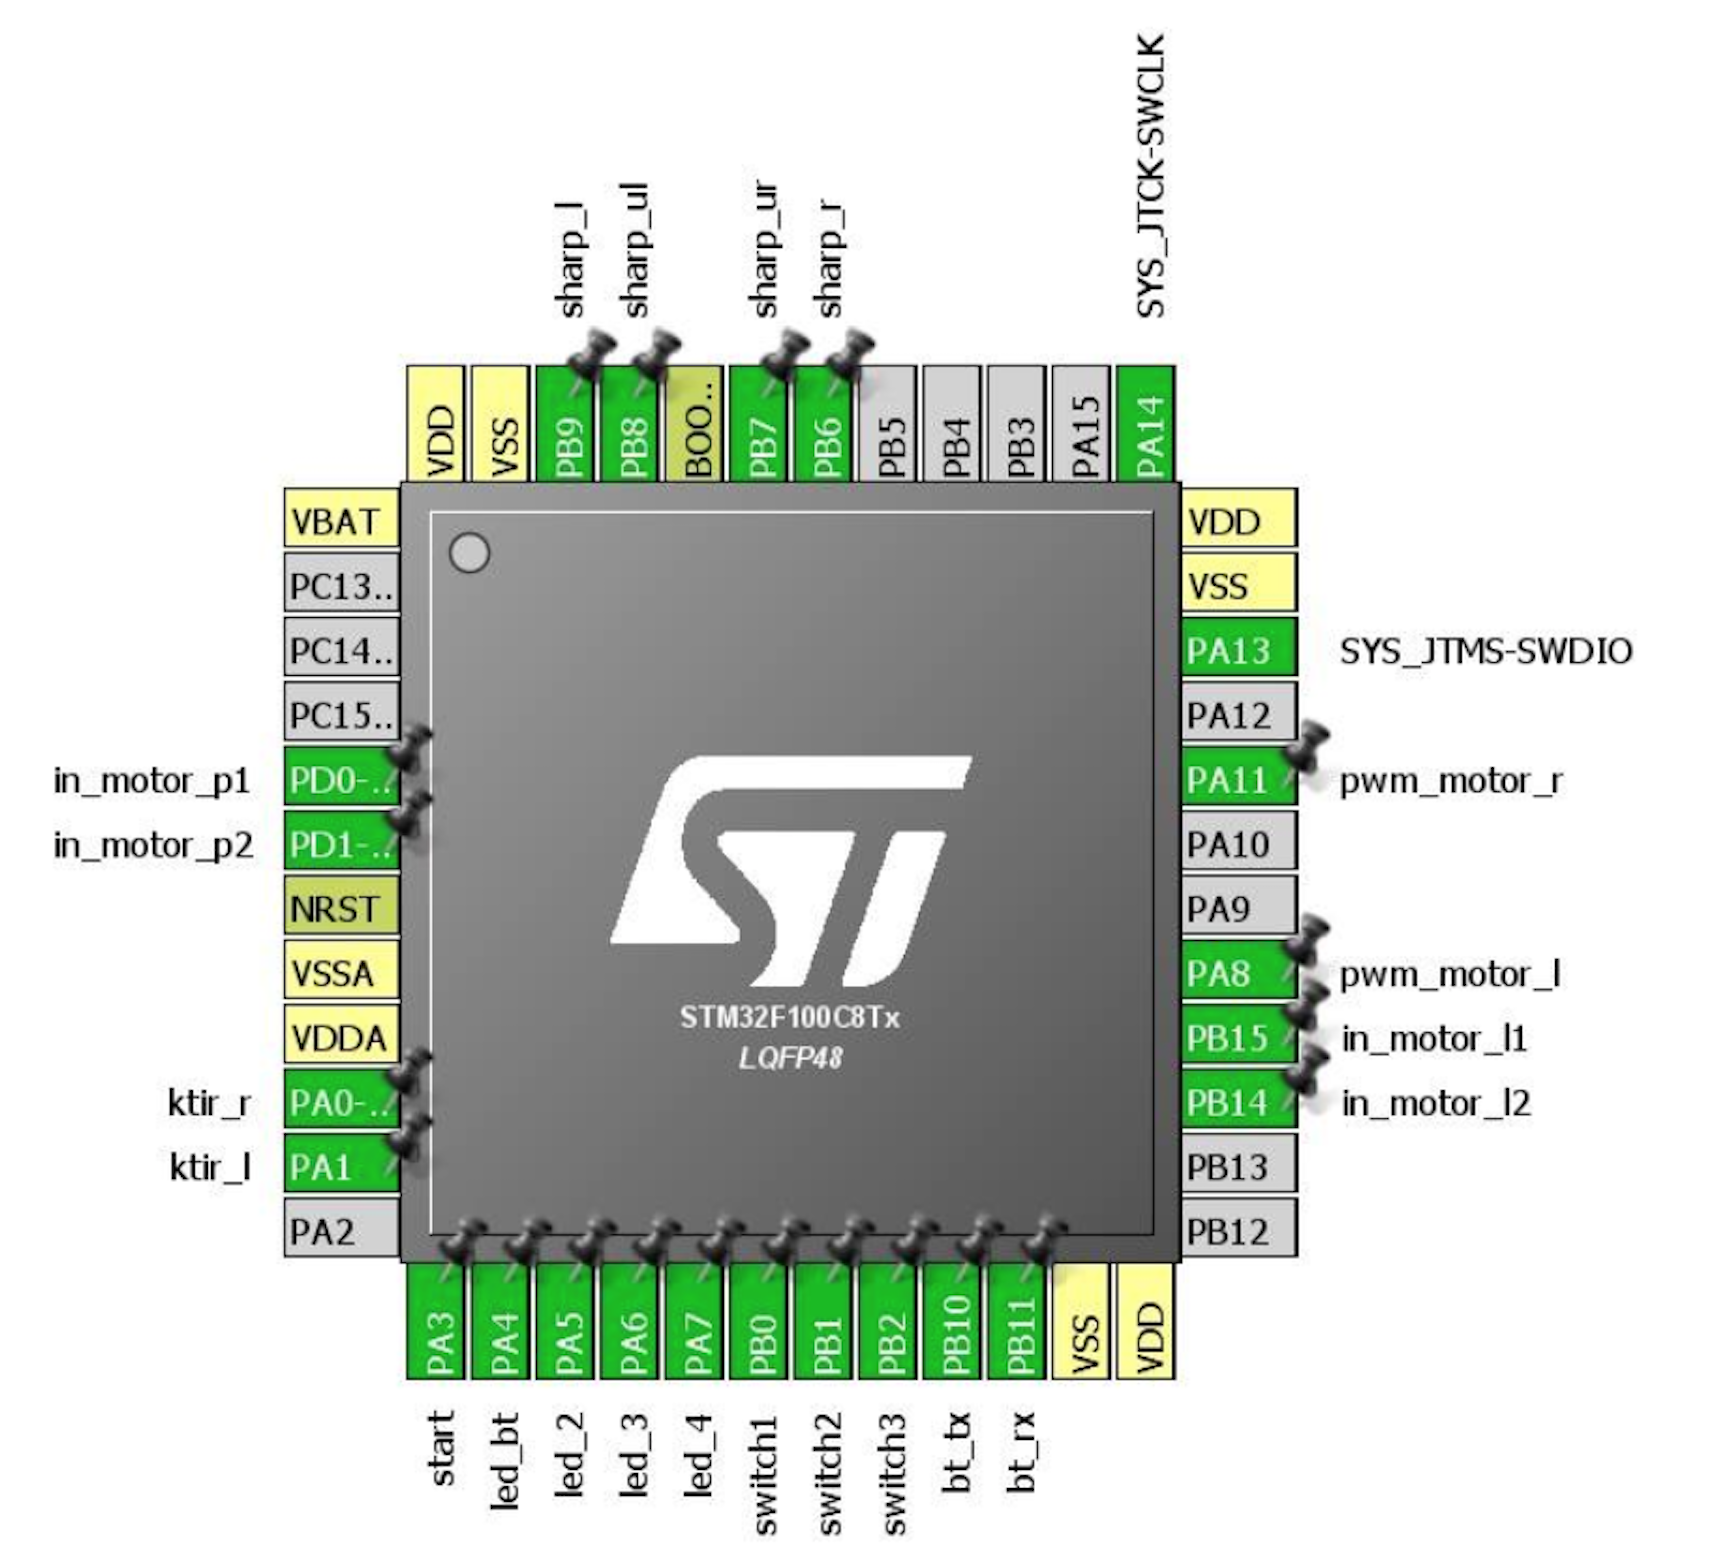 SYS_JTCK-SWCLK
sharp_l
sharp_ul
sharp_ur
sharp_r
VDD
VSS
PB9
PB8
BOO..
PB7
PB6
PB5
PB4
PB3
PA15
PA14
VBAT
PC13..
PC14..
PC15..
in_motor_p1 PD0-..
in_motor_p2 PD1-..
NRST
VSSA
VDDA
ktir_r PA0-..
ktir_l PA1
PA2
VDD
VSS
PA13 SYS_JTMS-SWDIO
PA12
PA11 pwm_motor_r
PA10
PA9
PA8 pwm_motor_l
PB15 in_motor_l1
PB14 in_motor_l2
PB13
PB12
ST
STM32F100C8Tx
LQFP48
PA3
PA4
PA5
PA6
PA7
PB0
PB1
PB2
PB10
PB11
VSS
VDD
start
led_bt
led_2
led_3
led_4
switch1
switch2
switch3
bt_tx
bt_rx